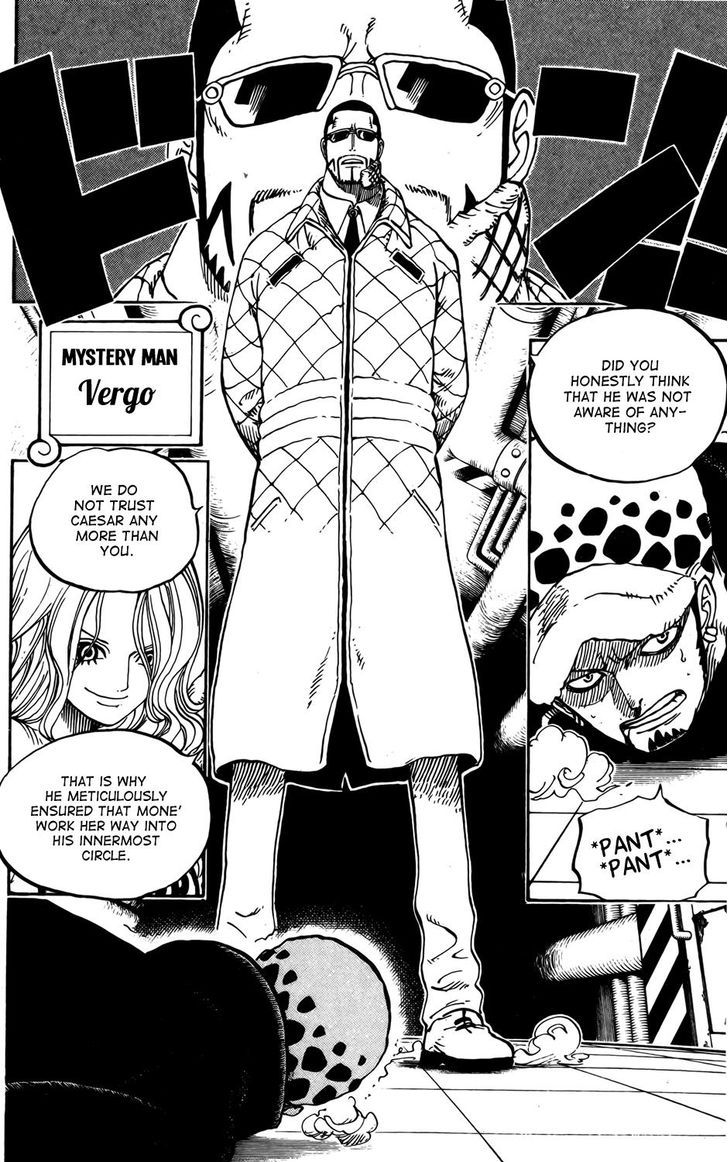 ドン!!
DID YOU
HONESTLY THINK
THAT HE WAS NOT
AWARE OF ANY-
THING?
MYSTERY MAN
Vergo
*PANT*...
*PANT*...
WE DO
NOT TRUST
CAESAR ANY
MORE THAN
YOU.
THAT IS WHY
HE METICULOUSLY
ENSURED THAT MONE'
WORK HER WAY INTO
HIS INNERMOST
CIRCLE.